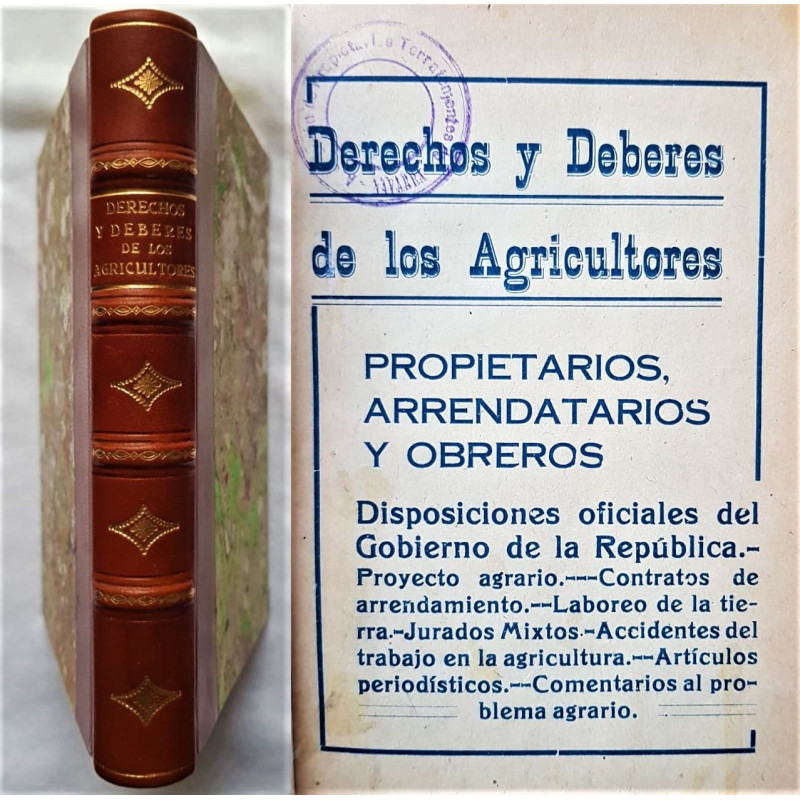 DERECHOS
Y DEBERES
DE LOS
AGRICULTORES
Terratenientes
Derechos y Deberes
de los Agricultores
PROPIETARIOS,
ARRENDATARIOS
Y OBREROS
Disposiciones oficiales del
Gobierno de la República.-
Proyecto agrario.---Contratos de
arrendamiento.--Laboreo de la tie-
rra.-Jurados Mixtos.-Accidentes del
trabajo en la agricultura.--Artículos
periodísticos.--Comentarios al pro-
blema agrario.